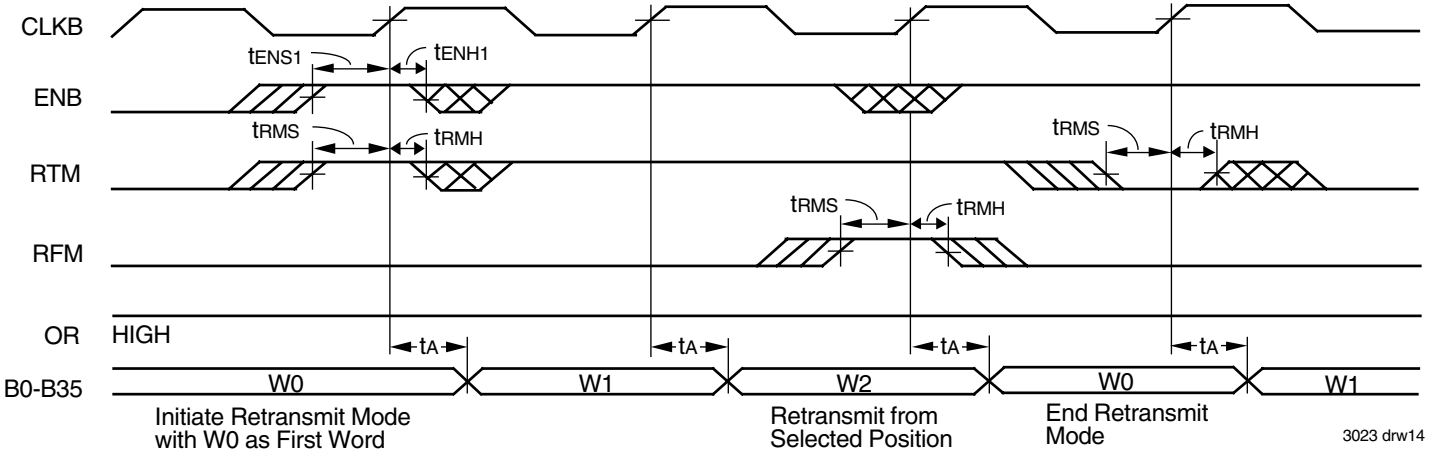 CLKB
tENS1 tENH1
ENB
tRMS tRMH tRMS tRMH
RTM
tRMS tRMH
RFM
OR HIGH
tA tA tA tA
B0-B35 W0 W1 W2 W0 W1
Initiate Retransmit Mode
with W0 as First Word
Retransmit from
Selected Position
End Retransmit
Mode
3023 drw14